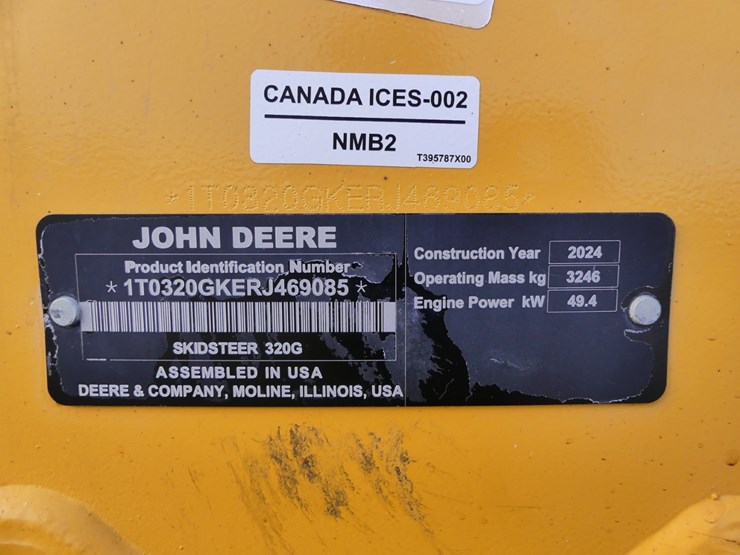 CANADA ICES-002
NMB2
T395787X00
*1T0320GKERJ469085*
JOHN DEERE
Product Identification Number
*1T0320GKERJ469085*
SKIDSTEER 320G
ASSEMBLED IN USA
DEERE & COMPANY, MOLINE, ILLINOIS, USA
Construction Year 2024
Operating Mass kg 3246
Engine Power kW 49.4